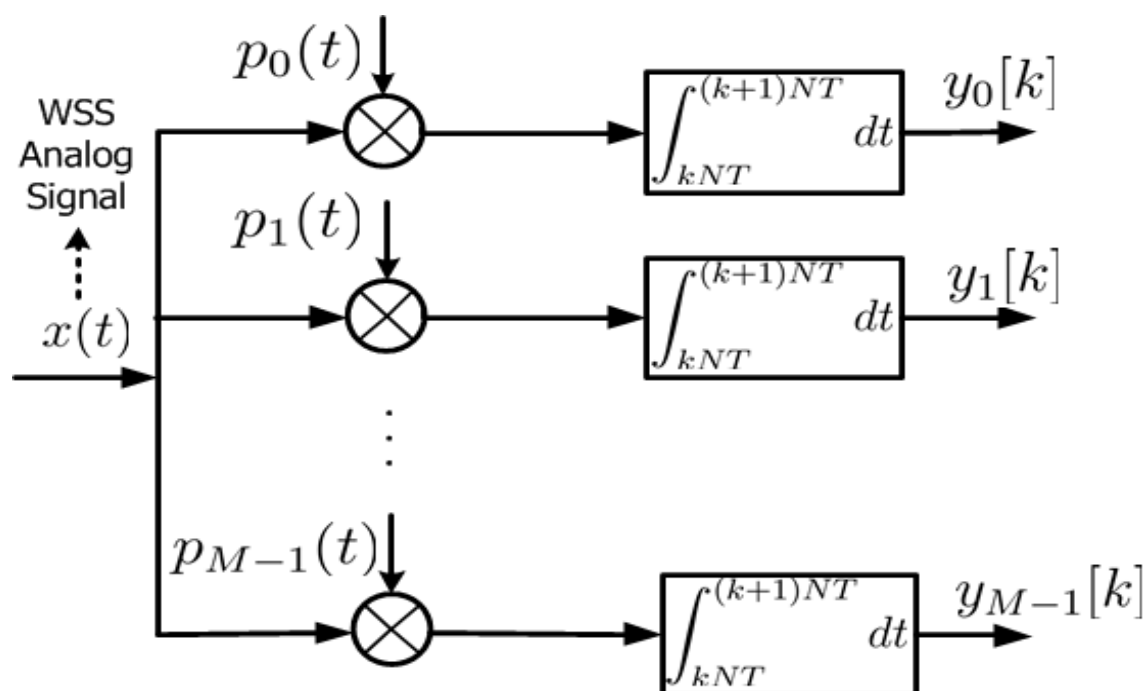 p_0(t)
∫_{kNT}^{(k+1)NT} dt
y_0[k]
WSS
Analog
Signal
p_1(t)
∫_{kNT}^{(k+1)NT} dt
y_1[k]
x(t)
p_{M-1}(t)
∫_{kNT}^{(k+1)NT} dt
y_{M-1}[k]